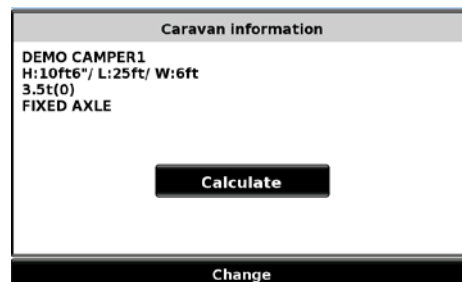 Caravan information
DEMO CAMPER1
H:10ft6"/ L:25ft/ W:6ft
3.5t(0)
FIXED AXLE
Calculate
Change